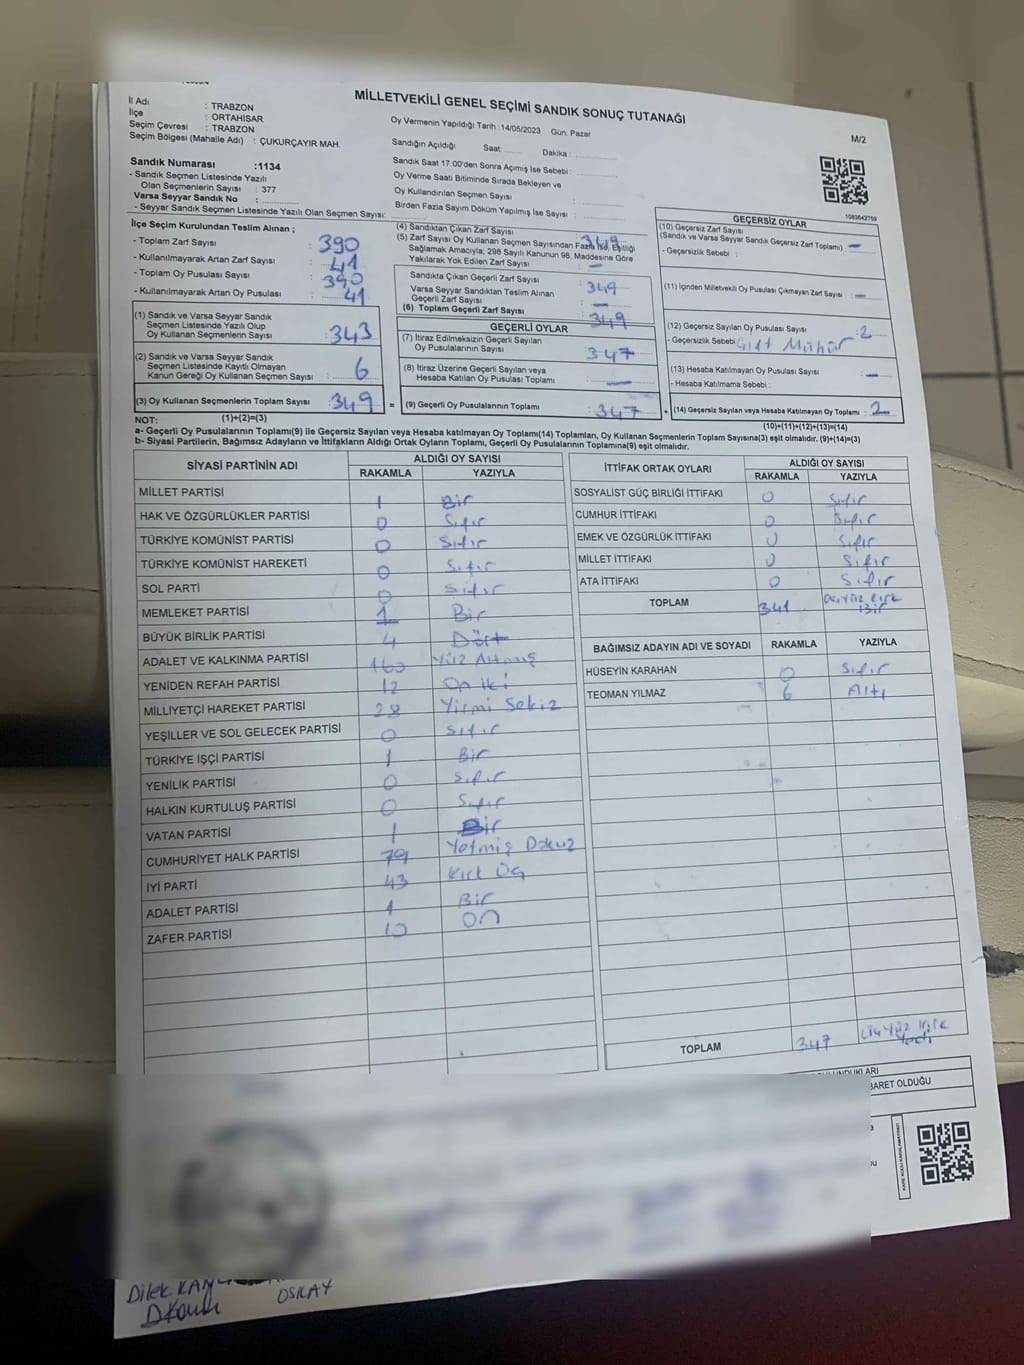 MİLLETVEKİLİ GENEL SEÇİMİ SANDIK SONUÇ TUTANAĞI
M/2
İl Adı : TRABZON
İlçe : ORTAHİSAR
Seçim Çevresi : TRABZON
Seçim Bölgesi (Mahalle Adı) : ÇUKURÇAYIR MAH.
Oy Vermenin Yapıldığı Tarih :14/05/2023 Gün: Pazar
Sandığın Açıldığı Saat: Dakika :
Sandık Saat 17:00'den Sonra Açımış İse Sebebi :
Oy Verme Saati Bitiminde Sırada Bekleyen ve
Oy Kullandırılan Seçmen Sayısı :
Birden Fazla Sayım Döküm Yapılmış İse Sayısı :
Sandık Numarası :1134
- Sandık Seçmen Listesinde Yazılı
Olan Seçmenlerin Sayısı : 377
Varsa Seyyar Sandık No :
- Seyyar Sandık Seçmen Listesinde Yazılı Olan Seçmen Sayısı:
1083642759
İlçe Seçim Kurulundan Teslim Alınan ;
- Toplam Zarf Sayısı : 390
- Kullanılmayarak Artan Zarf Sayısı : 41
- Toplam Oy Pusulası Sayısı : 390
- Kullanılmayarak Artan Oy Pusulası : 41
(1) Sandık ve Varsa Seyyar Sandık
Seçmen Listesinde Yazılı Olup
Oy Kullanan Seçmenlerin Sayısı : 343
(2) Sandık ve Varsa Seyyar Sandık
Seçmen Listesinde Kayıtlı Olmayan
Kanun Gereği Oy Kullanan Seçmen Sayısı : 6
(3) Oy Kullanan Seçmenlerin Toplam Sayısı : 349 =
(1)+(2)=(3)
(4) Sandıktan Çıkan Zarf Sayısı : 349
(5) Zarf Sayısı Oy Kullanan Seçmen Sayısından Fazla İse, Eşitliği
Sağlamak Amacıyla; 298 Sayılı Kanunun 98. Maddesine Göre
Yakılarak Yok Edilen Zarf Sayısı : —
Sandıkta Çıkan Geçerli Zarf Sayısı : 349
Varsa Seyyar Sandıktan Teslim Alınan
Geçerli Zarf Sayısı : —
(6) Toplam Geçerli Zarf Sayısı : 349
GEÇERLİ OYLAR
(7) İtiraz Edilmeksizin Geçerli Sayılan
Oy Pusulalarının Sayısı : 347
(8) İtiraz Üzerine Geçerli Sayılan veya
Hesaba Katılan Oy Pusulası Toplamı : —
(9) Geçerli Oy Pusulalarının Toplamı : 347 +
GEÇERSİZ OYLAR
(10) Geçersiz Zarf Sayısı
(Sandık ve Varsa Seyyar Sandık Geçersiz Zarf Toplamı) : —
- Geçersizlik Sebebi :
(11) İçinden Milletvekili Oy Pusulası Çıkmayan Zarf Sayısı : —
(12) Geçersiz Sayılan Oy Pusulası Sayısı : 2
- Geçersizlik Sebebi: Çift Mühür
(13) Hesaba Katılmayan Oy Pusulası Sayısı : —
- Hesaba Katılmama Sebebi :
(14) Geçersiz Sayılan veya Hesaba Katılmayan Oy Toplamı : 2
(10)+(11)+(12)+(13)=(14)
NOT:
a- Geçerli Oy Pusulasının Toplamı(9) ile Geçersiz Sayılan veya Hesaba katılmayan Oy Toplamı(14) Toplamları, Oy Kullanan Seçmenlerin Toplam Sayısına(3) eşit olmalıdır. (9)+(14)=(3)
b- Siyasi Partilerin, Bağımsız Adayların ve İttifakların Aldığı Ortak Oyların Toplamı, Geçerli Oy Pusulalarının Toplamına(9) eşit olmalıdır.
SİYASİ PARTİNİN ADI ALDIĞI OY SAYISI
RAKAMLA YAZIYLA
MİLLET PARTİSİ 1 Bir
HAK VE ÖZGÜRLÜKLER PARTİSİ 0 Sıfır
TÜRKİYE KOMÜNİST PARTİSİ 0 Sıfır
TÜRKİYE KOMÜNİST HAREKETİ 0 Sıfır
SOL PARTİ 0 Sıfır
MEMLEKET PARTİSİ 1 Bir
BÜYÜK BİRLİK PARTİSİ 4 Dört
ADALET VE KALKINMA PARTİSİ 160 Yüz Altmış
YENİDEN REFAH PARTİSİ 12 On iki
MİLLİYETÇİ HAREKET PARTİSİ 28 Yirmi Sekiz
YEŞİLLER VE SOL GELECEK PARTİSİ 0 Sıfır
TÜRKİYE İŞÇİ PARTİSİ 1 Bir
YENİLİK PARTİSİ 0 Sıfır
HALKIN KURTULUŞ PARTİSİ 0 Sıfır
VATAN PARTİSİ 1 Bir
CUMHURİYET HALK PARTİSİ 79 Yetmiş Dokuz
İYİ PARTİ 43 Kırk Üç
ADALET PARTİSİ 1 Bir
ZAFER PARTİSİ 10 On
İTTİFAK ORTAK OYLARI ALDIĞI OY SAYISI
RAKAMLA YAZIYLA
SOSYALİST GÜÇ BİRLİĞİ İTTİFAKI 0 Sıfır
CUMHUR İTTİFAKI 0 Sıfır
EMEK VE ÖZGÜRLÜK İTTİFAKI 0 Sıfır
MİLLET İTTİFAKI 0 Sıfır
ATA İTTİFAKI 0 Sıfır
TOPLAM 341 Üçyüz Kırk
Bir
BAĞIMSIZ ADAYIN ADI VE SOYADI RAKAMLA YAZIYLA
HÜSEYİN KARAHAN 0 Sıfır
TEOMAN YILMAZ 6 Altı
TOPLAM 347 Üçyüz Kırk
Yedi
BULUNDUKLARI
BARET OLDUĞU
Dilek
OSKAY